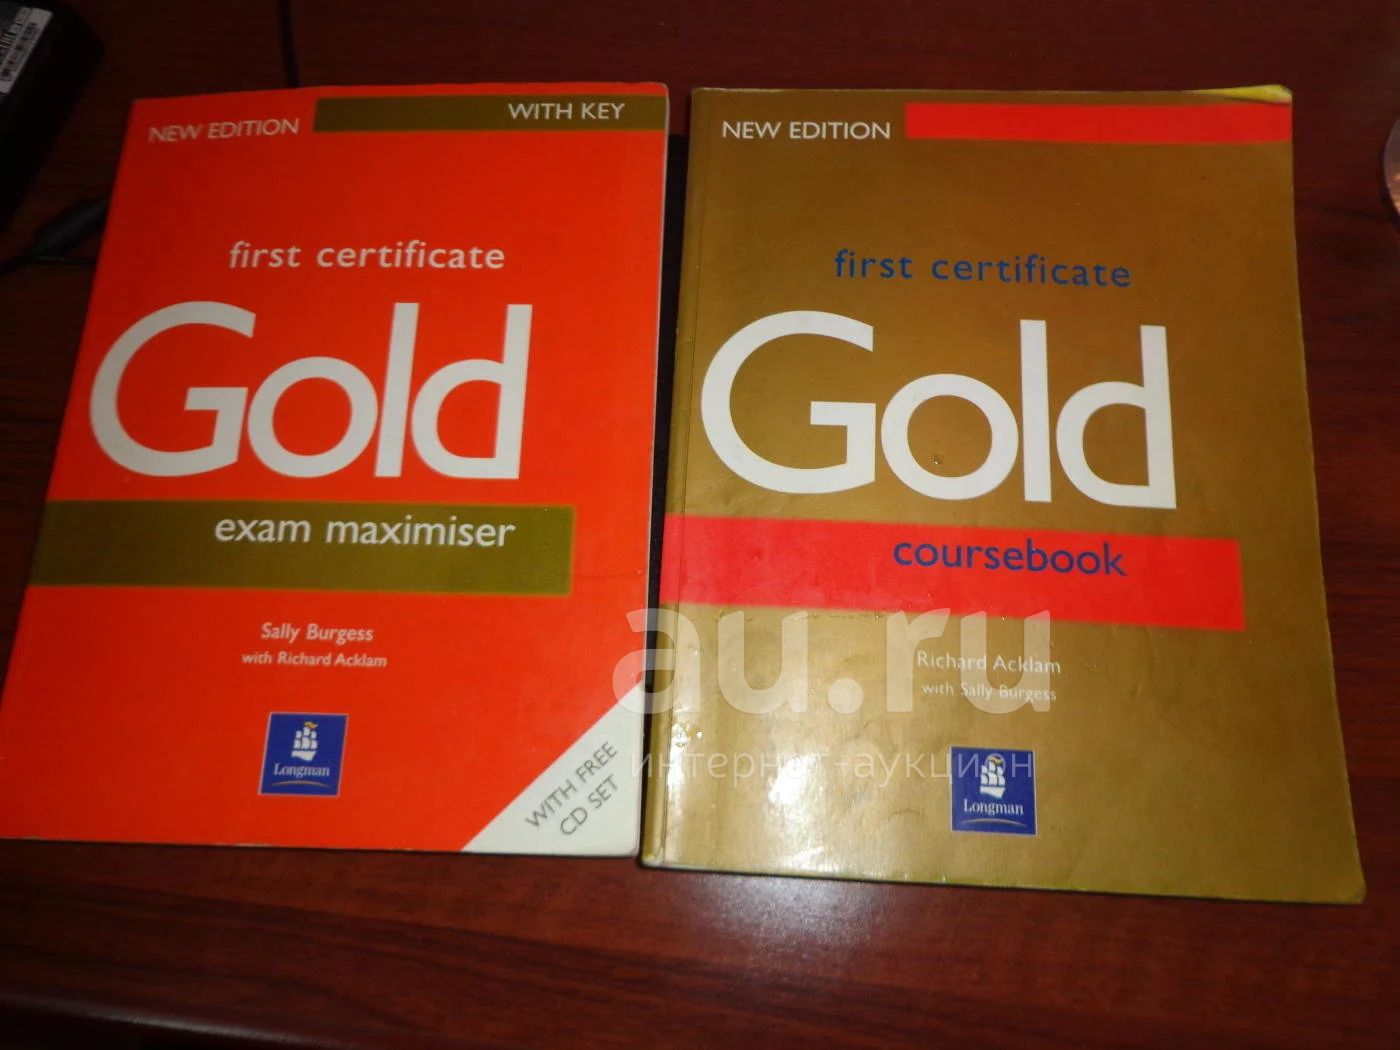 NEW EDITION
WITH KEY
first certificate
Gold
exam maximiser
Sally Burgess
with Richard Acklam
Longman
WITH FREE
CD SET
NEW EDITION
first certificate
Gold
coursebook
Richard Acklam
with Sally Burgess
Longman
au.ru
интернет-аукцион